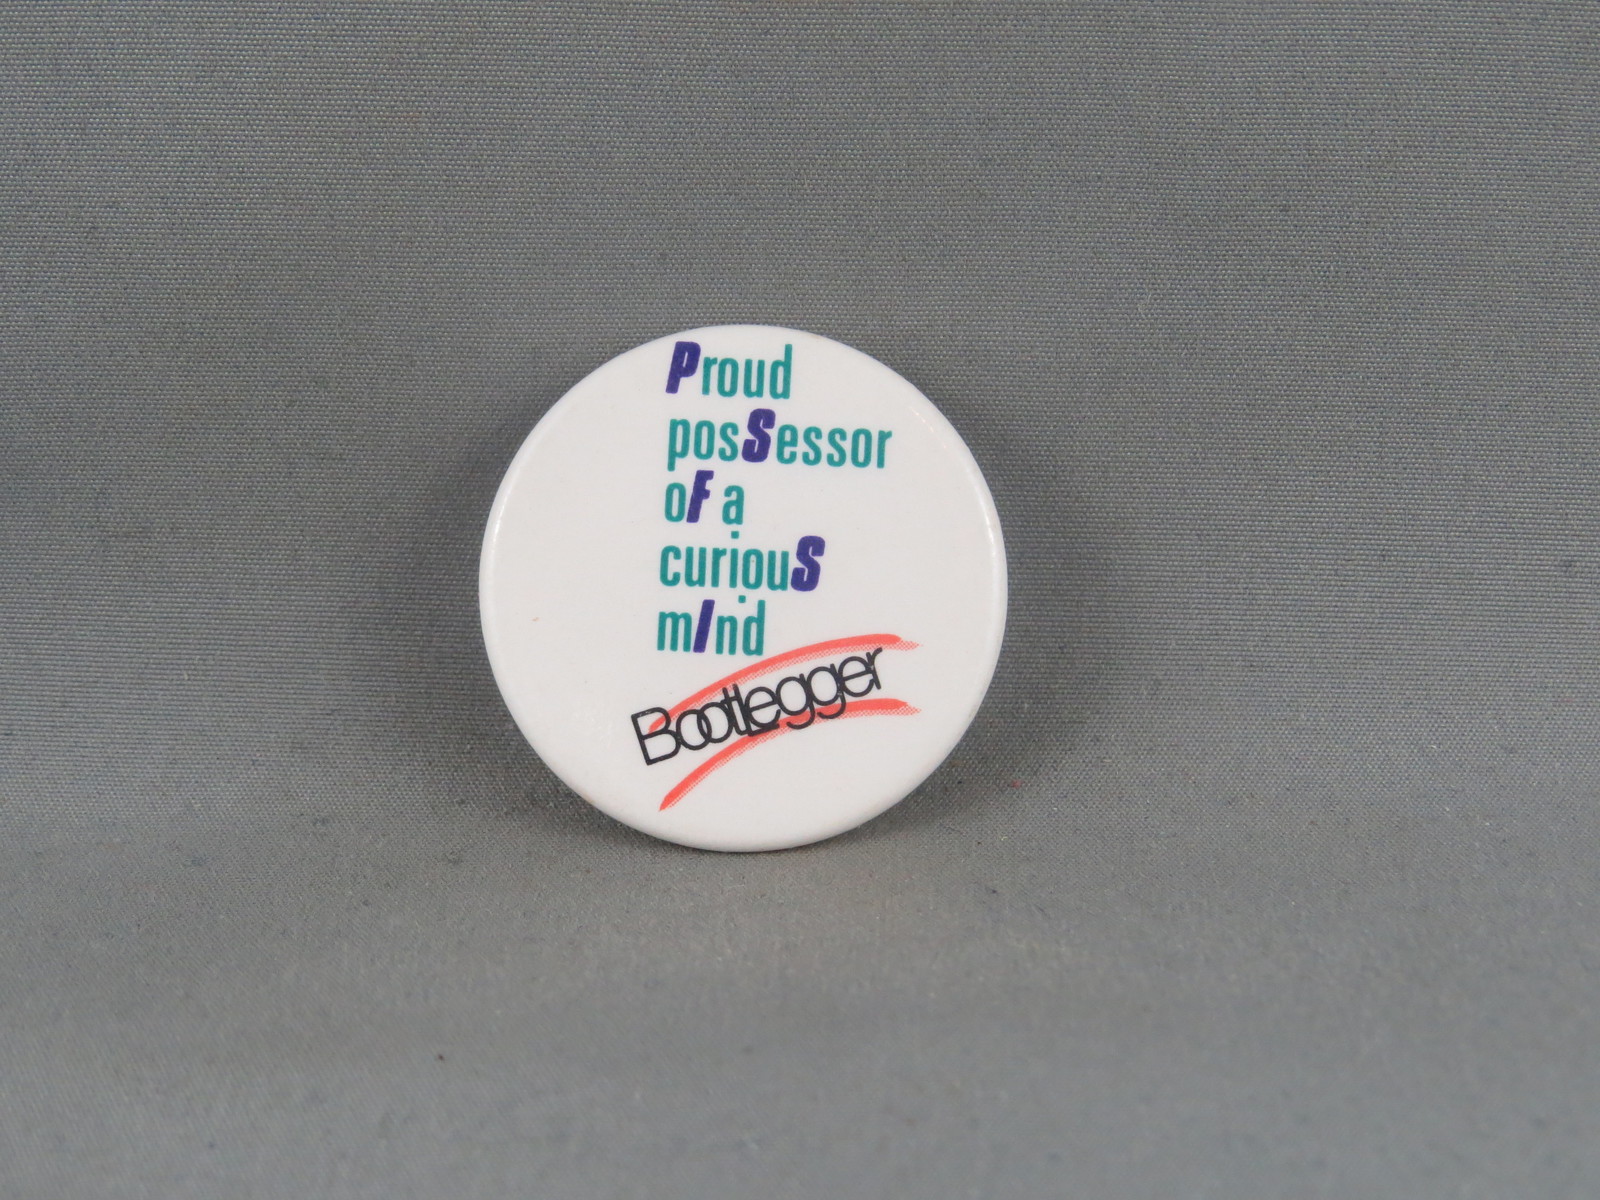 Proud
posSessor
oF a
curiouS
mInd
BootLegger